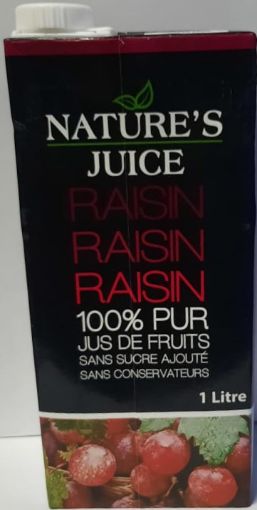 NATURE'S
JUICE
RAISIN
RAISIN
RAISIN
100% PUR
JUS DE FRUITS
SANS SUCRE AJOUTÉ
SANS CONSERVATEURS
1 Litre